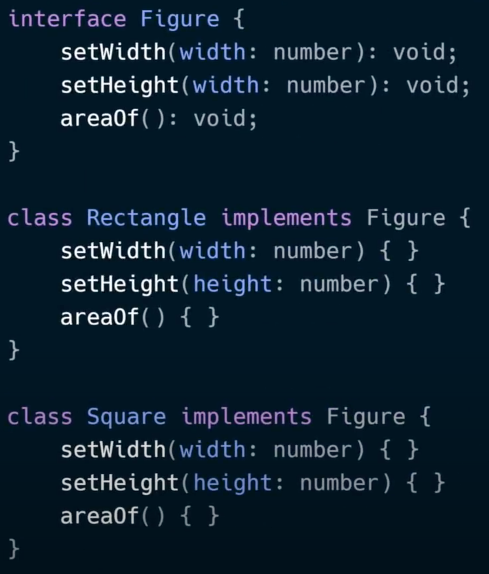 interface Figure {
    setWidth(width: number): void;
    setHeight(width: number): void;
    areaOf(): void;
}

class Rectangle implements Figure {
    setWidth(width: number) { }
    setHeight(height: number) { }
    areaOf() { }
}

class Square implements Figure {
    setWidth(width: number) { }
    setHeight(height: number) { }
    areaOf() { }
}